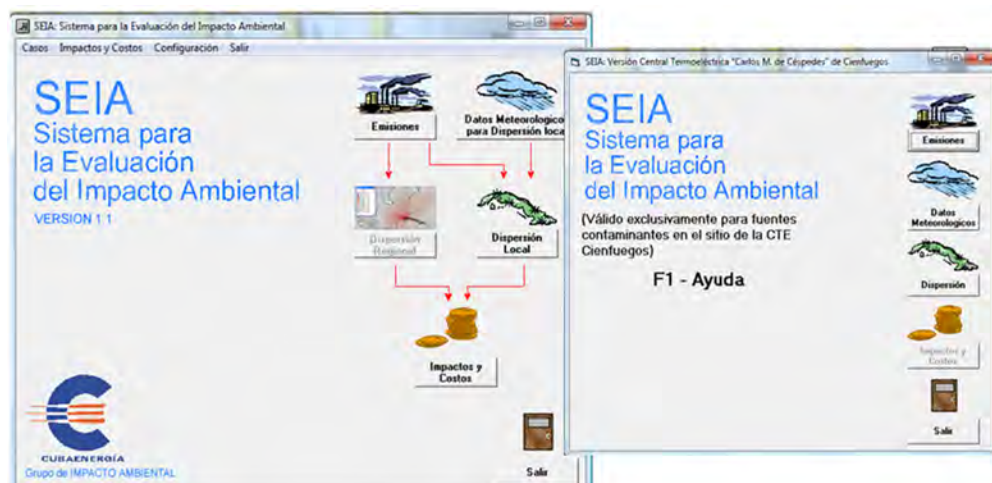 SEIA: Sistema para la Evaluación del Impacto Ambiental
Casos Impactos y Costos Configuración Salir
SEIA
Sistema para
la Evaluación
del Impacto Ambiental
VERSION 1.1
Emisiones
Datos Meteorologico
para Dispersión loca
Dispersión
Regional
Dispersión
Local
Impactos y
Costos
CUBAENERGÍA
Grupo de IMPACTO AMBIENTAL
Salir
SEIA: Versión Central Termoeléctrica "Carlos M. de Céspedes" de Cienfuegos
SEIA
Sistema para
la Evaluación
del Impacto Ambiental
(Válido exclusivamente para fuentes
contaminantes en el sitio de la CTE
Cienfuegos)
F1 - Ayuda
Emisiones
Datos
Meteorologicos
Dispersión
Impactos y
Costos
Salir